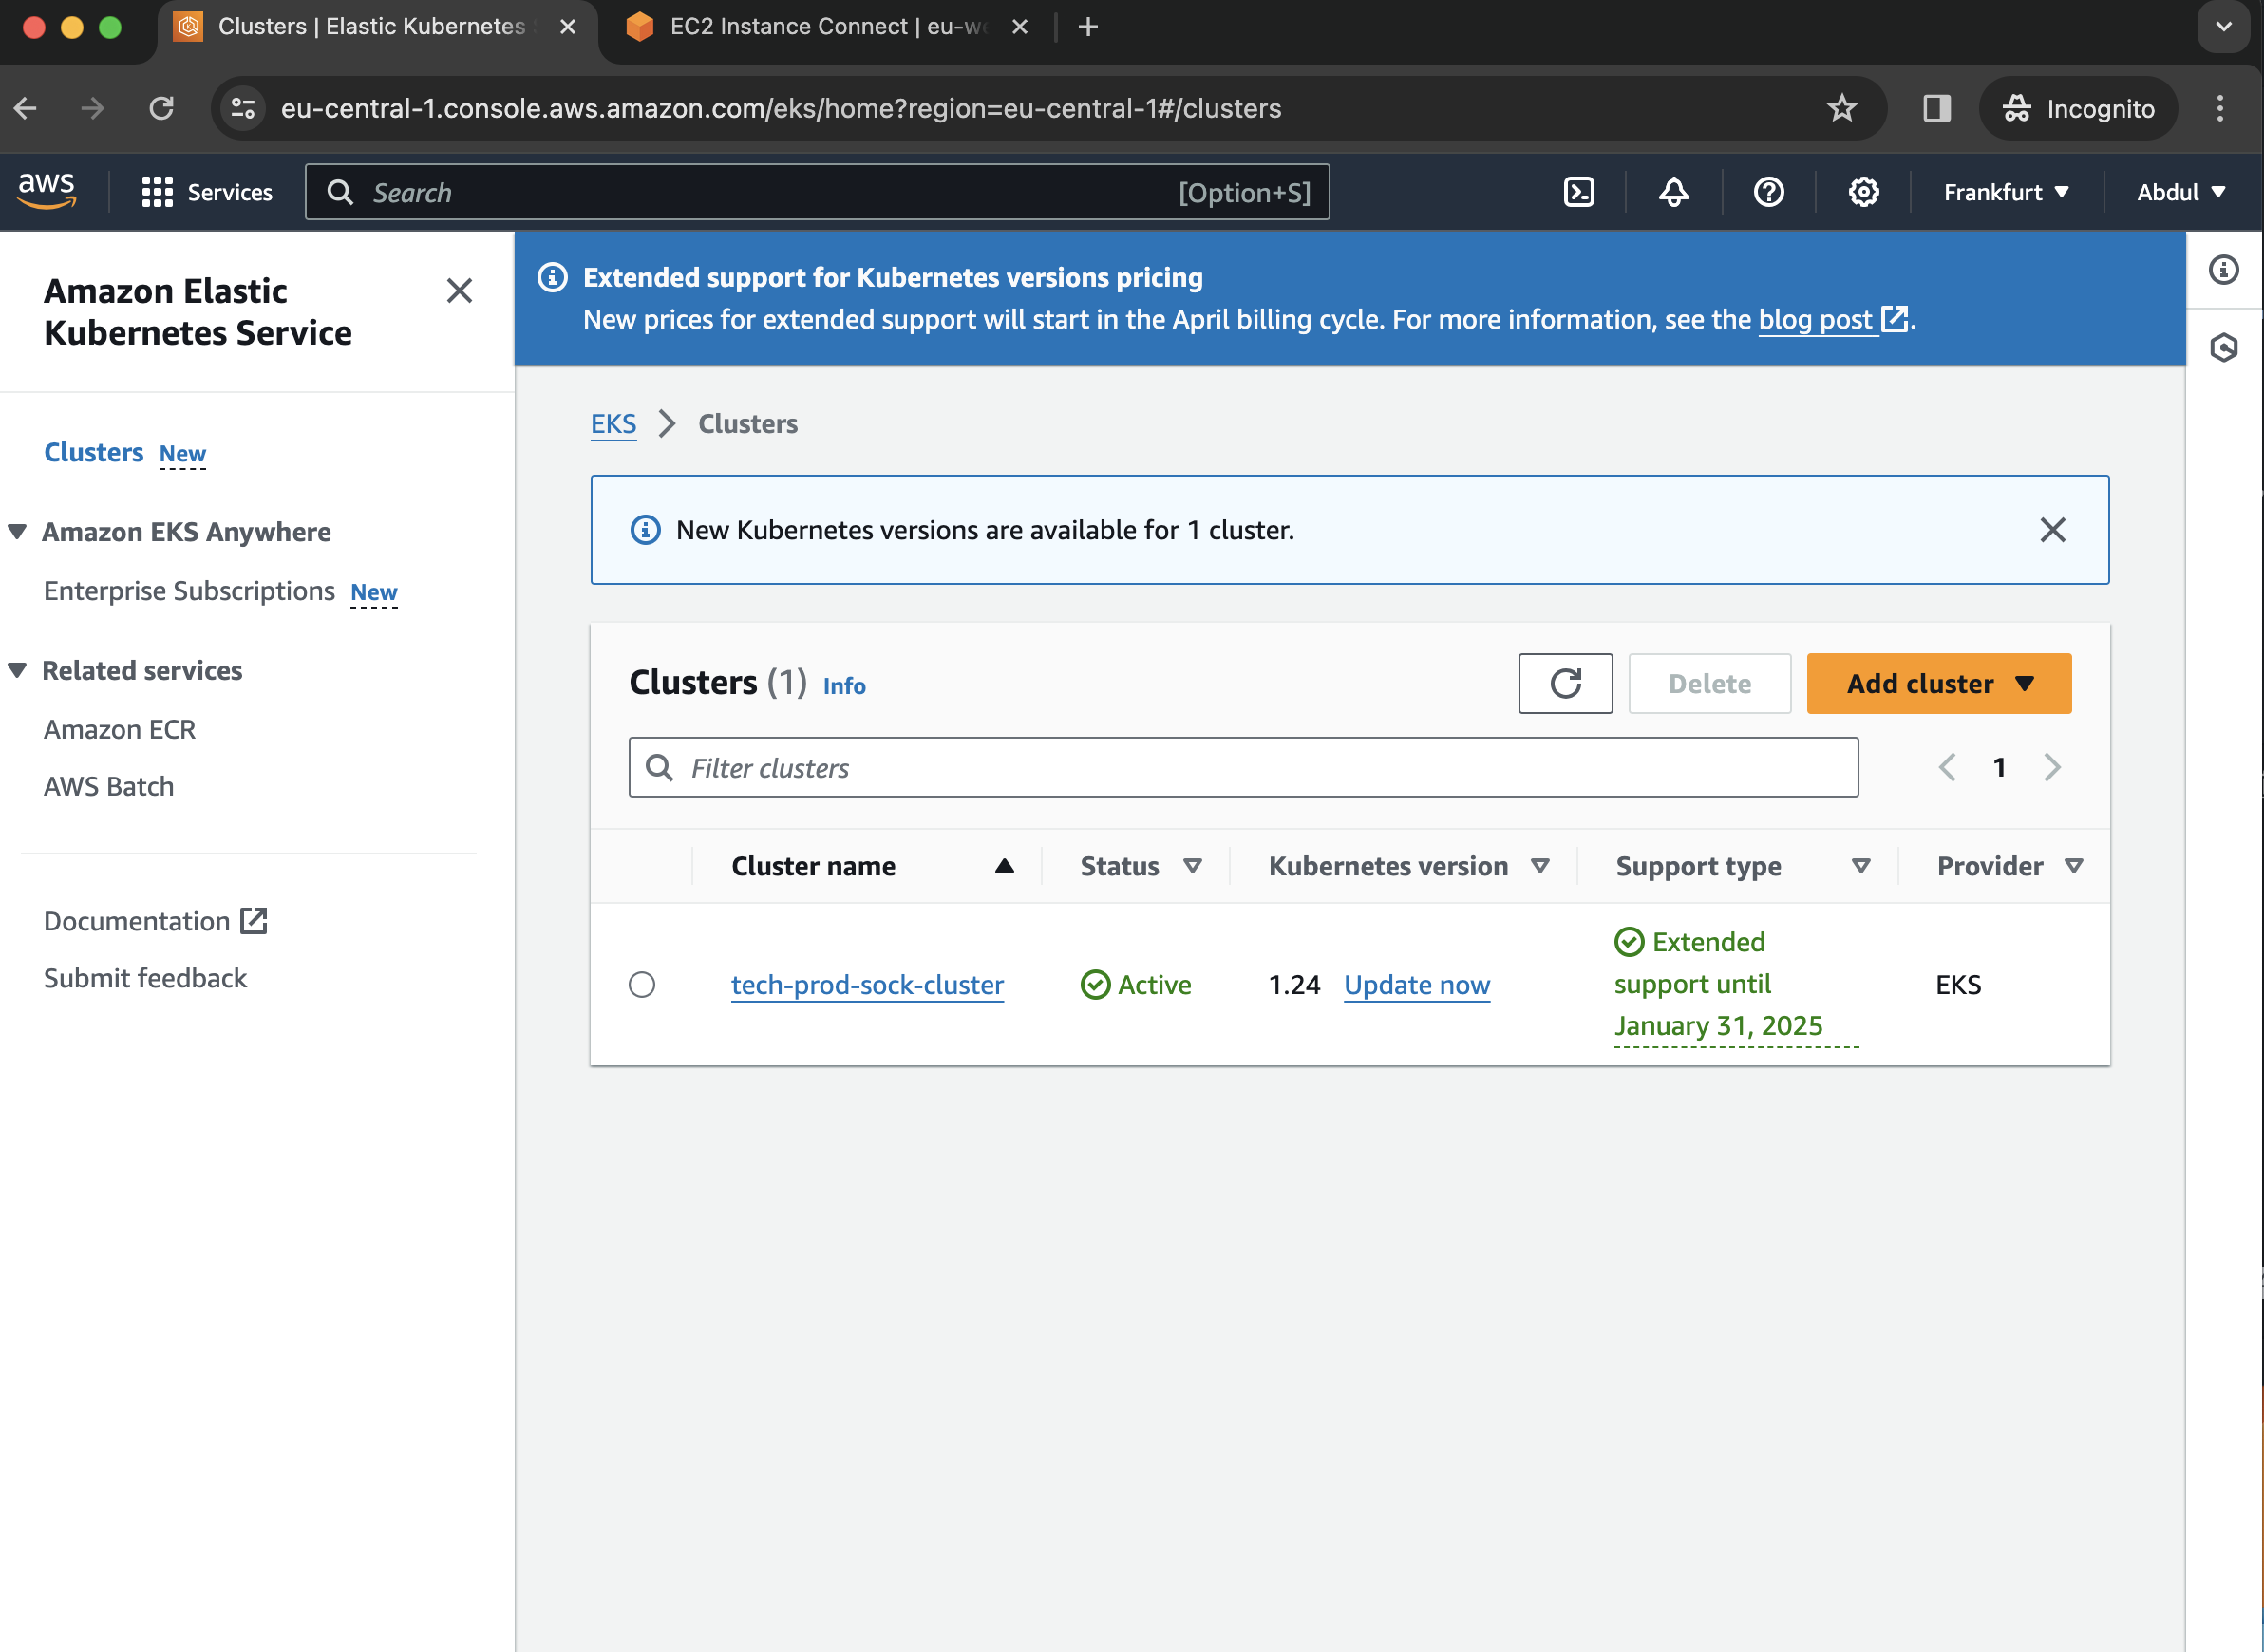 Clusters | Elastic Kubernetes
EC2 Instance Connect | eu-we
eu-central-1.console.aws.amazon.com/eks/home?region=eu-central-1#/clusters
Incognito
aws
Services
Search
[Option+S]
Frankfurt
Abdul
Amazon Elastic
Kubernetes Service
Clusters New
Amazon EKS Anywhere
Enterprise Subscriptions New
Related services
Amazon ECR
AWS Batch
Documentation
Submit feedback
Extended support for Kubernetes versions pricing
New prices for extended support will start in the April billing cycle. For more information, see the blog post.
EKS > Clusters
New Kubernetes versions are available for 1 cluster.
Clusters (1) Info
Delete
Add cluster
Filter clusters
1
Cluster name Status Kubernetes version Support type Provider
tech-prod-sock-cluster Active 1.24 Update now Extended support until January 31, 2025 EKS